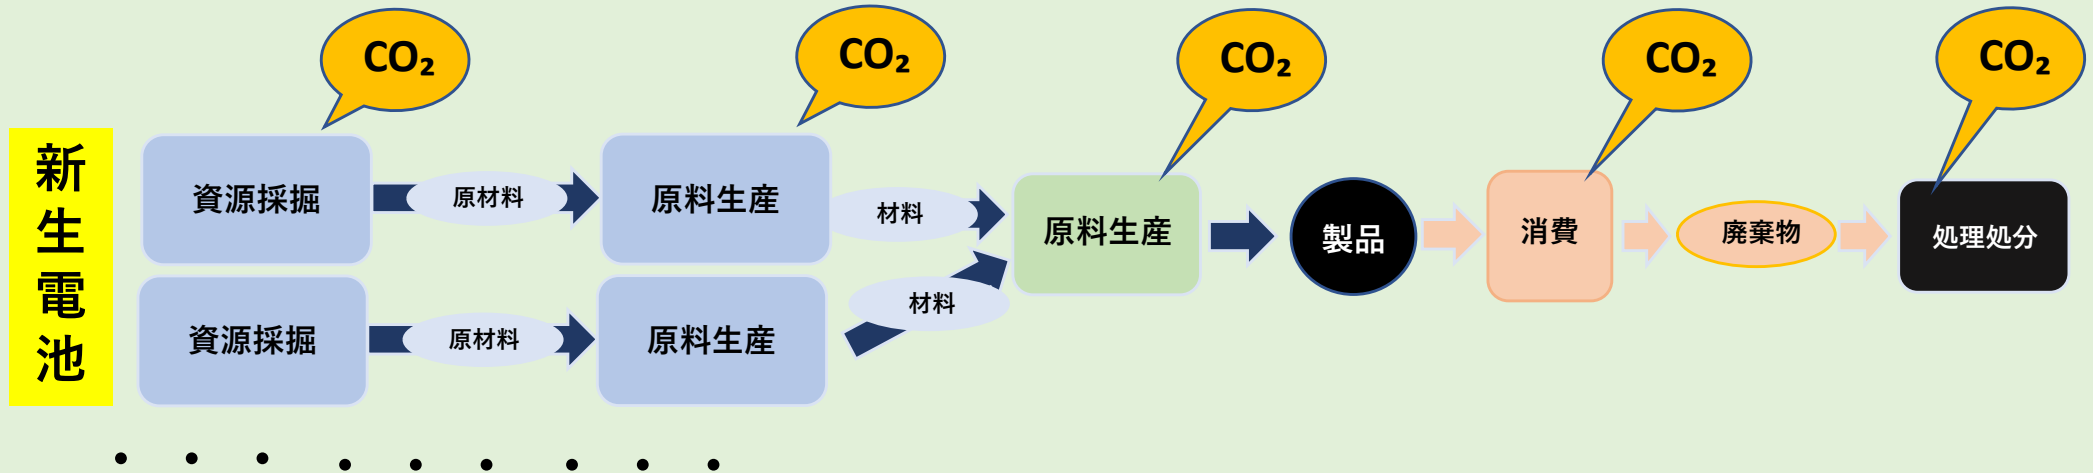 CO₂
CO₂
CO₂
CO₂
CO₂
新生電池
資源採掘
原材料
原料生産
材料
原料生産
製品
消費
廃棄物
処理処分
資源採掘
原材料
原料生産
材料
・・・ ・・・ ・・・